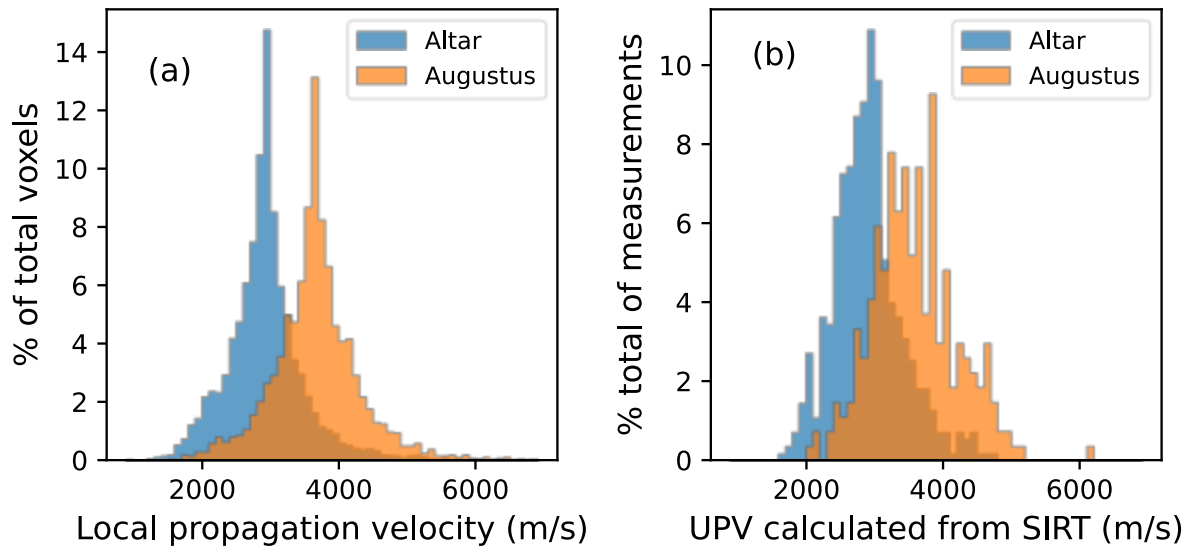 (a)
Altar
Augustus
% of total voxels
14
12
10
8
6
4
2
0
2000 4000 6000
Local propagation velocity (m/s)
(b)
Altar
Augustus
% total of measurements
10
8
6
4
2
0
2000 4000 6000
UPV calculated from SIRT (m/s)